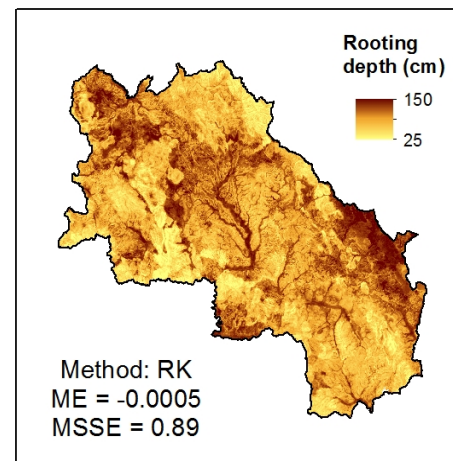 Rooting
depth (cm)
150
25
Method: RK
ME = -0.0005
MSSE = 0.89